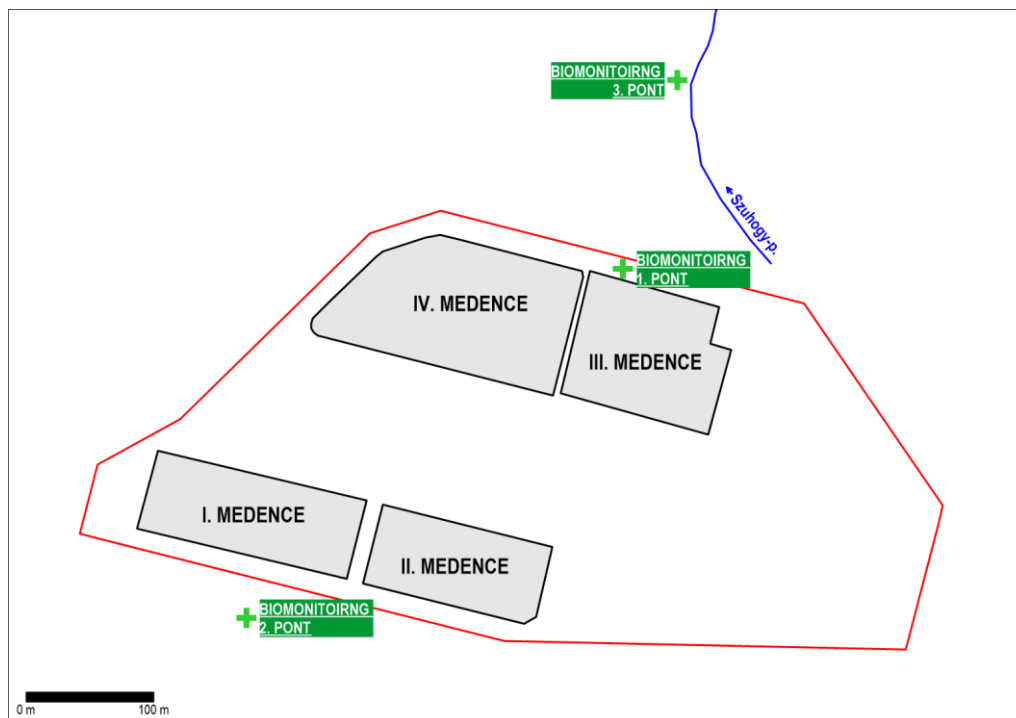 BIOMONITOIRNG
3. PONT
Szuhogy-p.
BIOMONITOIRNG
1. PONT
IV. MEDENCE
III. MEDENCE
I. MEDENCE
II. MEDENCE
BIOMONITOIRNG
2. PONT
0 m
100 m